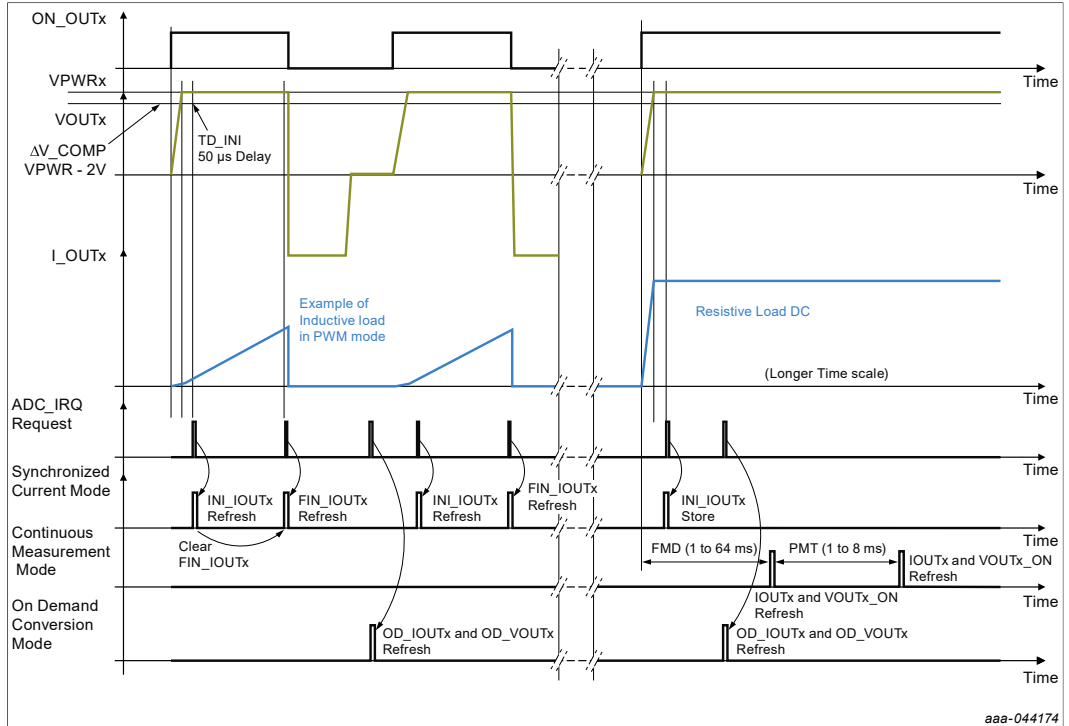 ON_OUTx
Time
VPWRx
VOUTx
TD_INI
50 µs Delay
ΔV_COMP
VPWR - 2V
Time
I_OUTx
Example of
Inductive load
in PWM mode
Resistive Load DC
(Longer Time scale)
Time
ADC_IRQ
Request
Time
Synchronized
Current Mode
INI_IOUTx
Refresh
FIN_IOUTx
Refresh
INI_IOUTx
Refresh
FIN_IOUTx
Refresh
INI_IOUTx
Store
Time
Clear
FIN_IOUTx
Continuous
Measurement
Mode
FMD (1 to 64 ms)
PMT (1 to 8 ms)
IOUTx and VOUTx_ON
Refresh
IOUTx and VOUTx_ON
Refresh
Time
On Demand
Conversion
Mode
OD_IOUTx and OD_VOUTx
Refresh
OD_IOUTx and OD_VOUTx
Refresh
Time
aaa-044174